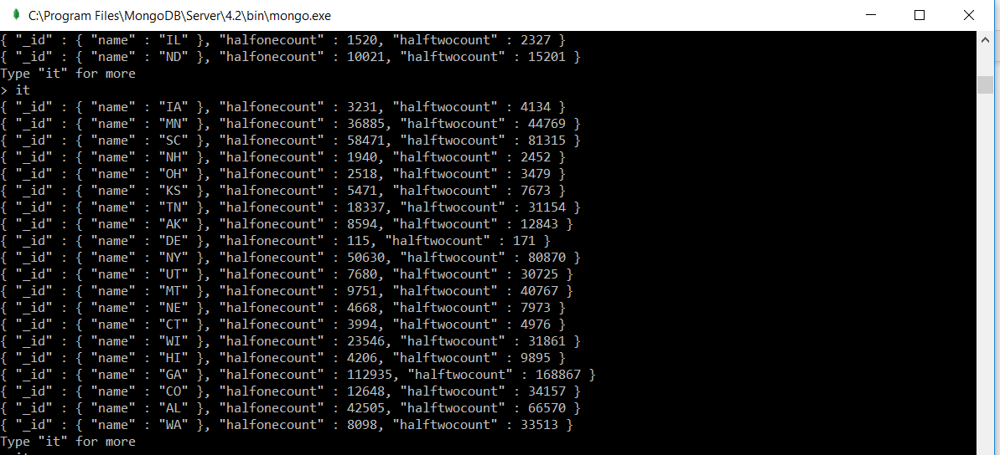 C:\Program Files\MongoDB\Server\4.2\bin\mongo.exe
{ "_id" : { "name" : "IL" }, "halfonecount" : 1520, "halftwocount" : 2327 }
{ "_id" : { "name" : "ND" }, "halfonecount" : 10021, "halftwocount" : 15201 }
Type "it" for more
> it
{ "_id" : { "name" : "IA" }, "halfonecount" : 3231, "halftwocount" : 4134 }
{ "_id" : { "name" : "MN" }, "halfonecount" : 36885, "halftwocount" : 44769 }
{ "_id" : { "name" : "SC" }, "halfonecount" : 58471, "halftwocount" : 81315 }
{ "_id" : { "name" : "NH" }, "halfonecount" : 1940, "halftwocount" : 2452 }
{ "_id" : { "name" : "OH" }, "halfonecount" : 2518, "halftwocount" : 3479 }
{ "_id" : { "name" : "KS" }, "halfonecount" : 5471, "halftwocount" : 7673 }
{ "_id" : { "name" : "TN" }, "halfonecount" : 18337, "halftwocount" : 31154 }
{ "_id" : { "name" : "AK" }, "halfonecount" : 8594, "halftwocount" : 12843 }
{ "_id" : { "name" : "DE" }, "halfonecount" : 115, "halftwocount" : 171 }
{ "_id" : { "name" : "NY" }, "halfonecount" : 50630, "halftwocount" : 80870 }
{ "_id" : { "name" : "UT" }, "halfonecount" : 7680, "halftwocount" : 30725 }
{ "_id" : { "name" : "MT" }, "halfonecount" : 9751, "halftwocount" : 40767 }
{ "_id" : { "name" : "NE" }, "halfonecount" : 4668, "halftwocount" : 7973 }
{ "_id" : { "name" : "CT" }, "halfonecount" : 3994, "halftwocount" : 4976 }
{ "_id" : { "name" : "WI" }, "halfonecount" : 23546, "halftwocount" : 31861 }
{ "_id" : { "name" : "HI" }, "halfonecount" : 4206, "halftwocount" : 9895 }
{ "_id" : { "name" : "GA" }, "halfonecount" : 112935, "halftwocount" : 168867 }
{ "_id" : { "name" : "CO" }, "halfonecount" : 12648, "halftwocount" : 34157 }
{ "_id" : { "name" : "AL" }, "halfonecount" : 42505, "halftwocount" : 66570 }
{ "_id" : { "name" : "WA" }, "halfonecount" : 8098, "halftwocount" : 33513 }
Type "it" for more